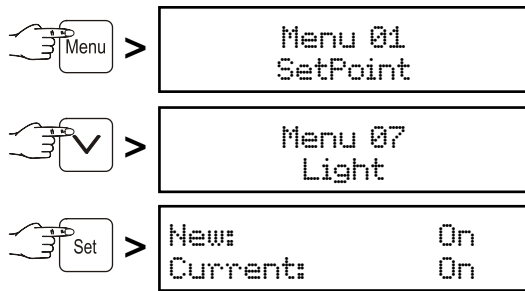 Menu > Menu 01
SetPoint
> Menu 07
Light
Set > New: On
Current: On